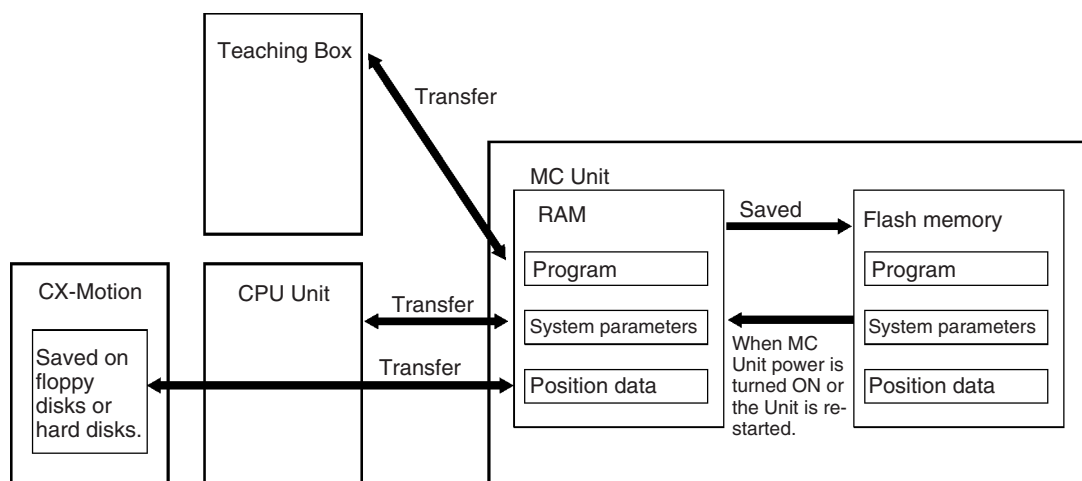 Teaching Box
Transfer
MC Unit
RAM
Saved
Flash memory
Program
Program
CX-Motion
CPU Unit
Transfer
System parameters
System parameters
Saved on
floppy
disks or
hard disks.
Transfer
When MC
Unit power is
turned ON or
the Unit is re-
started.
Position data
Position data